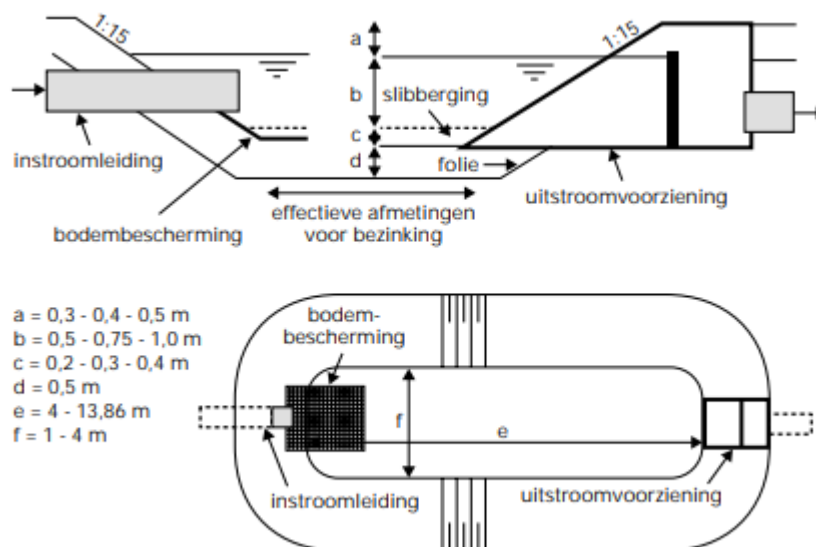 1:15
a
1:15
b
slibberging
c
instroomleiding
d
folie
uitstroomvoorziening
effectieve afmetingen
voor bezinking
bodembescherming
a = 0,3 - 0,4 - 0,5 m
b = 0,5 - 0,75 - 1,0 m
c = 0,2 - 0,3 - 0,4 m
d = 0,5 m
e = 4 - 13,86 m
f = 1 - 4 m
bodem-
bescherming
f
e
instroomleiding
uitstroomvoorziening